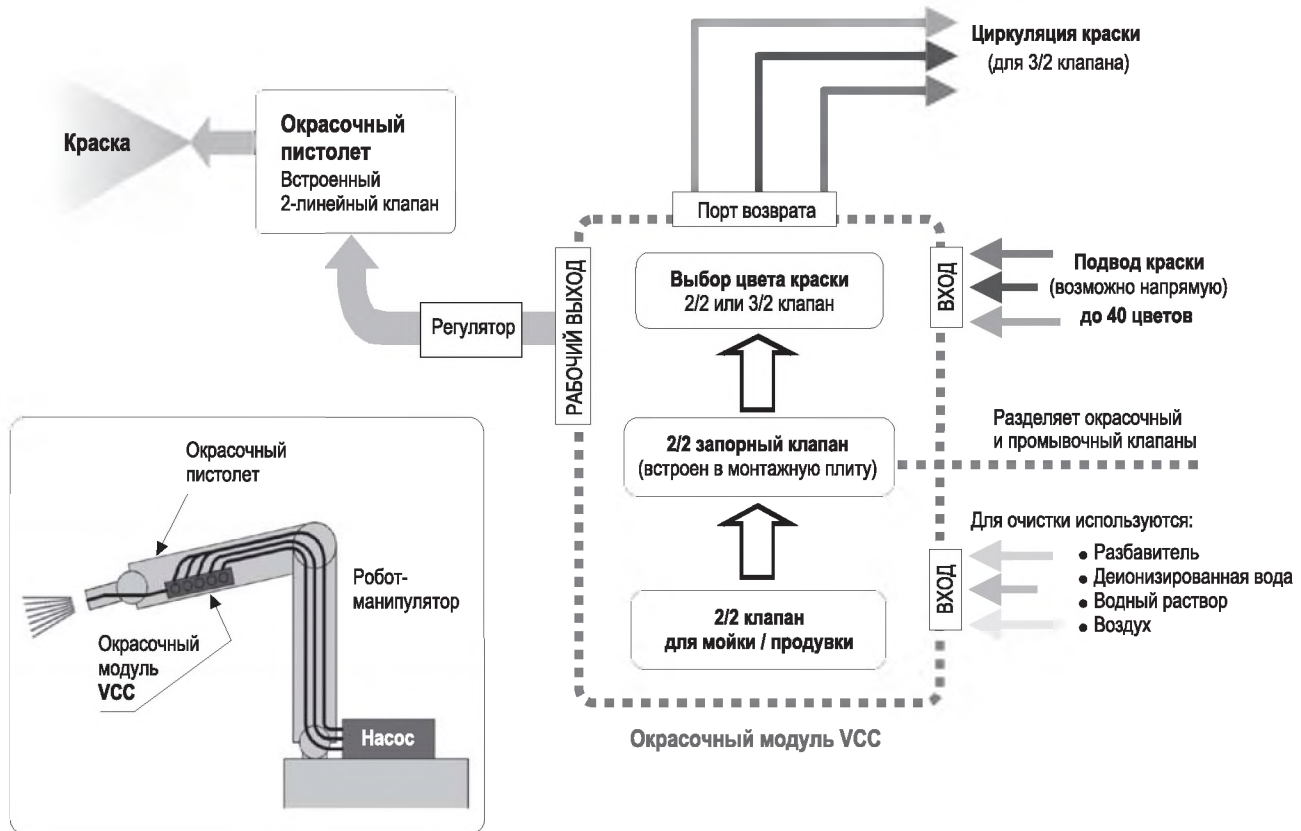 Циркуляция краски
(для 3/2 клапана)
Краска
Окрасочный
пистолет
Встроенный
2-линейный клапан
Порт возврата
Выбор цвета краски
2/2 или 3/2 клапан
ВХОД
Подвод краски
(возможно напрямую)
до 40 цветов
Регулятор
РАБОЧИЙ ВЫХОД
2/2 запорный клапан
(встроен в монтажную плиту)
Разделяет окрасочный
и промывочный клапаны
Для очистки используются:
● Разбавитель
● Деионизированная вода
● Водный раствор
● Воздух
ВХОД
2/2 клапан
для мойки / продувки
Окрасочный модуль VCC
Окрасочный
пистолет
Робот-
манипулятор
Окрасочный
модуль
VCC
Насос